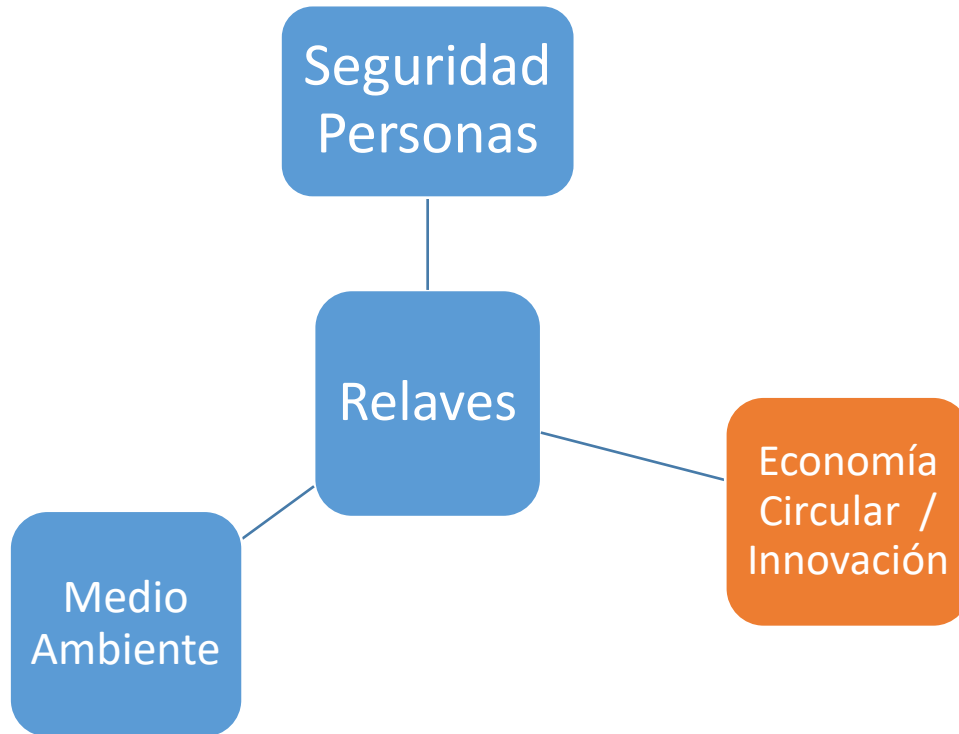 Seguridad
Personas
Relaves
Economía
Circular /
Innovación
Medio
Ambiente